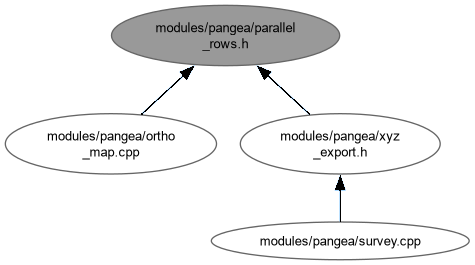 modules/pangea/parallel
_rows.h
modules/pangea/ortho
_map.cpp
modules/pangea/xyz
_export.h
modules/pangea/survey.cpp